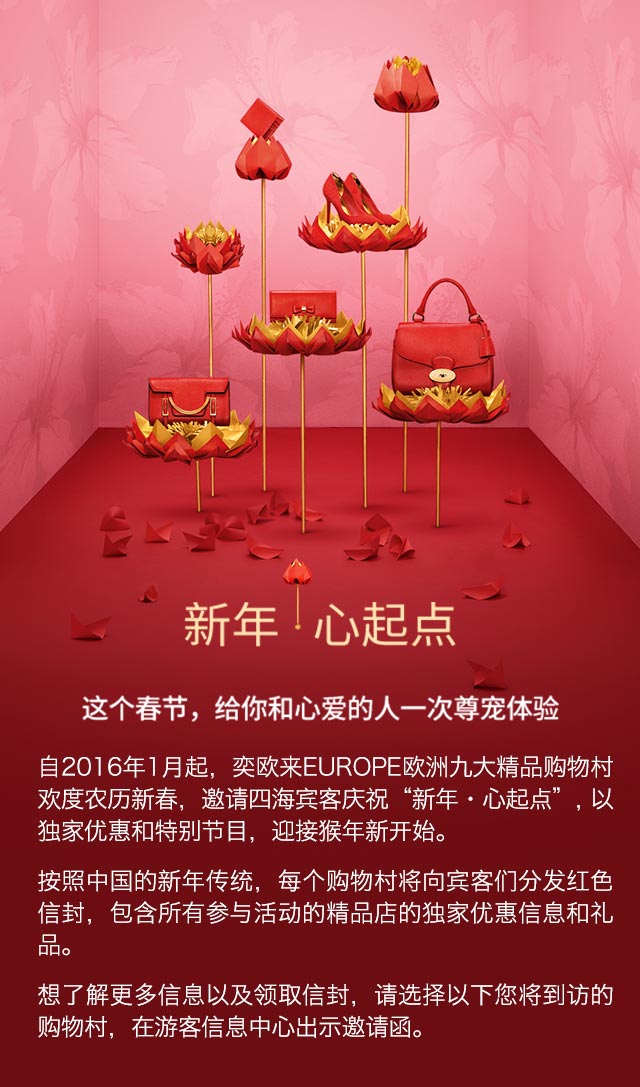 新年·心起点
这个春节，给你和心爱的人一次尊宠体验
自2016年1月起，奕欧来EUROPE欧洲九大精品购物村
欢度农历新春，邀请四海宾客庆祝“新年·心起点”, 以
独家优惠和特别节目，迎接猴年新开始。
按照中国的新年传统，每个购物村将向宾客们分发红色
信封，包含所有参与活动的精品店的独家优惠信息和礼
品。
想了解更多信息以及领取信封，请选择以下您将到访的
购物村，在游客信息中心出示邀请函。